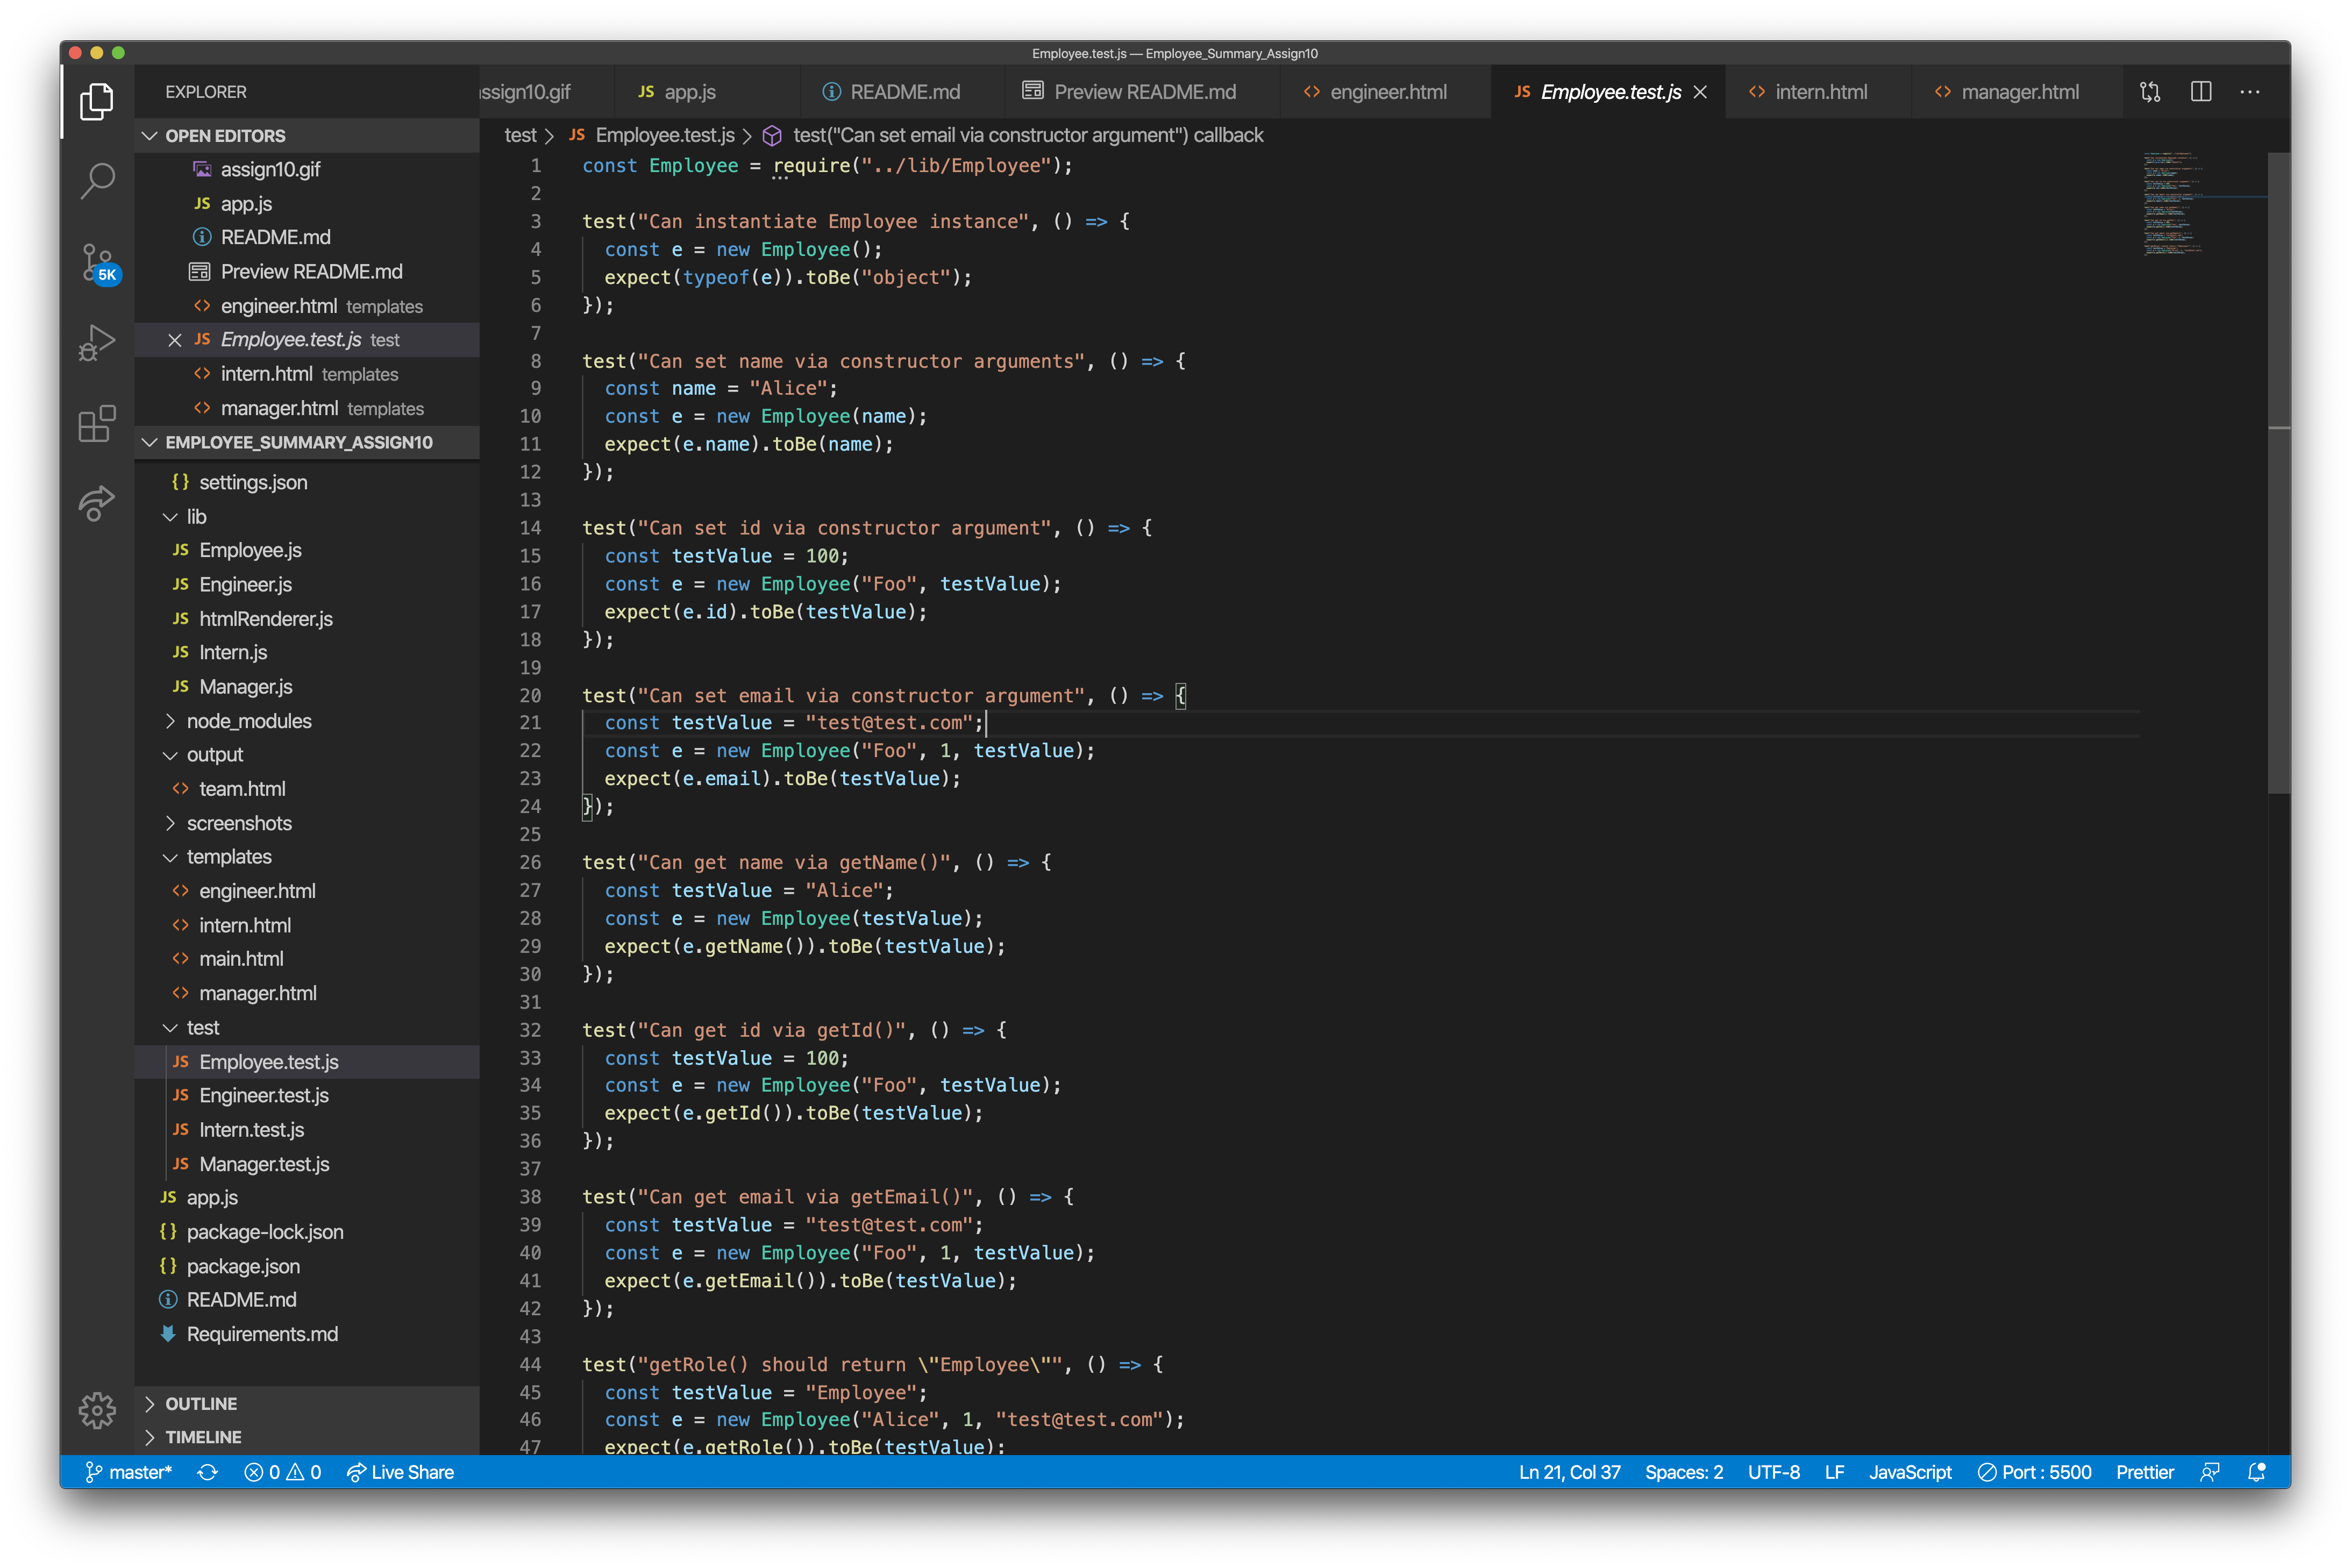 Employee.test.js — Employee_Summary_Assign10
EXPLORER
ssign10.gif
JS app.js
README.md
Preview README.md
engineer.html
JS Employee.test.js
intern.html
manager.html
OPEN EDITORS
assign10.gif
JS app.js
README.md
Preview README.md
engineer.html templates
JS Employee.test.js test
intern.html templates
manager.html templates
5K
EMPLOYEE_SUMMARY_ASSIGN10
{} settings.json
lib
JS Employee.js
JS Engineer.js
JS htmlRenderer.js
JS Intern.js
JS Manager.js
node_modules
output
team.html
screenshots
templates
engineer.html
intern.html
main.html
manager.html
test
JS Employee.test.js
JS Engineer.test.js
JS Intern.test.js
JS Manager.test.js
JS app.js
{} package-lock.json
{} package.json
README.md
Requirements.md
OUTLINE
TIMELINE
test > JS Employee.test.js > test("Can set email via constructor argument") callback
1 const Employee = require("../lib/Employee");
2
3 test("Can instantiate Employee instance", () => {
4 const e = new Employee();
5 expect(typeof(e)).toBe("object");
6 });
7
8 test("Can set name via constructor arguments", () => {
9 const name = "Alice";
10 const e = new Employee(name);
11 expect(e.name).toBe(name);
12 });
13
14 test("Can set id via constructor argument", () => {
15 const testValue = 100;
16 const e = new Employee("Foo", testValue);
17 expect(e.id).toBe(testValue);
18 });
19
20 test("Can set email via constructor argument", () => {
21 const testValue = "test@test.com";
22 const e = new Employee("Foo", 1, testValue);
23 expect(e.email).toBe(testValue);
24 });
25
26 test("Can get name via getName()", () => {
27 const testValue = "Alice";
28 const e = new Employee(testValue);
29 expect(e.getName()).toBe(testValue);
30 });
31
32 test("Can get id via getId()", () => {
33 const testValue = 100;
34 const e = new Employee("Foo", testValue);
35 expect(e.getId()).toBe(testValue);
36 });
37
38 test("Can get email via getEmail()", () => {
39 const testValue = "test@test.com";
40 const e = new Employee("Foo", 1, testValue);
41 expect(e.getEmail()).toBe(testValue);
42 });
43
44 test("getRole() should return \"Employee\"", () => {
45 const testValue = "Employee";
46 const e = new Employee("Alice", 1, "test@test.com");
47 expect(e.getRole()).toBe(testValue);
master* 0 0 Live Share Ln 21, Col 37 Spaces: 2 UTF-8 LF JavaScript Port : 5500 Prettier